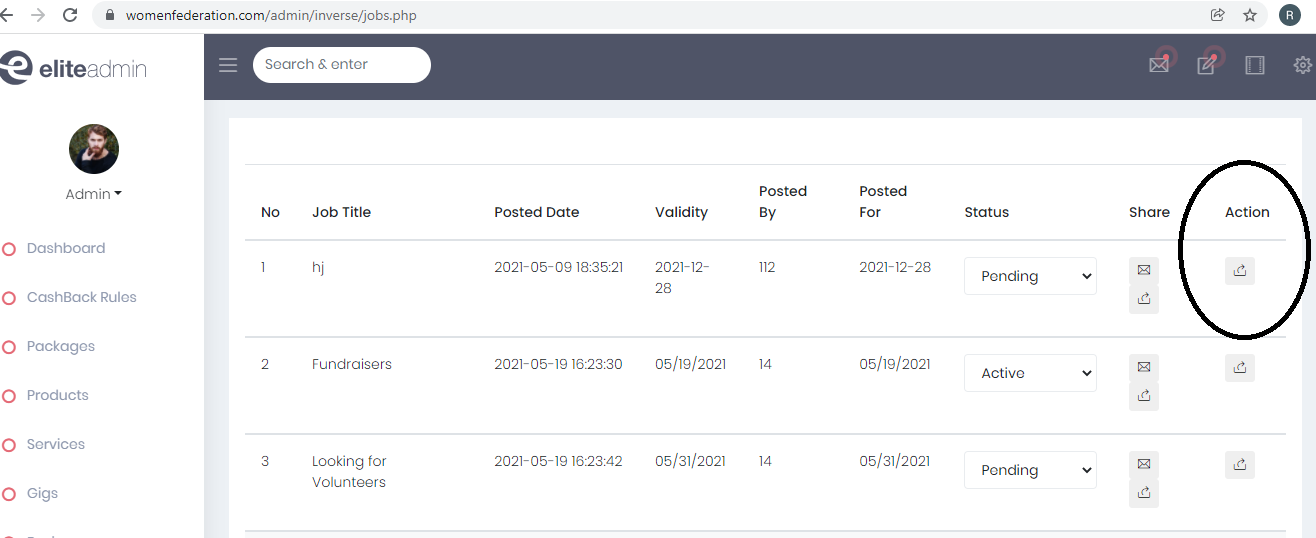 womenfederation.com/admin/inverse/jobs.php
R
eliteadmin
Search & enter
Admin
Dashboard
CashBack Rules
Packages
Products
Services
Gigs
No Job Title Posted Date Validity Posted By Posted For Status Share Action
1 hj 2021-05-09 18:35:21 2021-12-28 112 2021-12-28 Pending
2 Fundraisers 2021-05-19 16:23:30 05/19/2021 14 05/19/2021 Active
3 Looking for Volunteers 2021-05-19 16:23:42 05/31/2021 14 05/31/2021 Pending